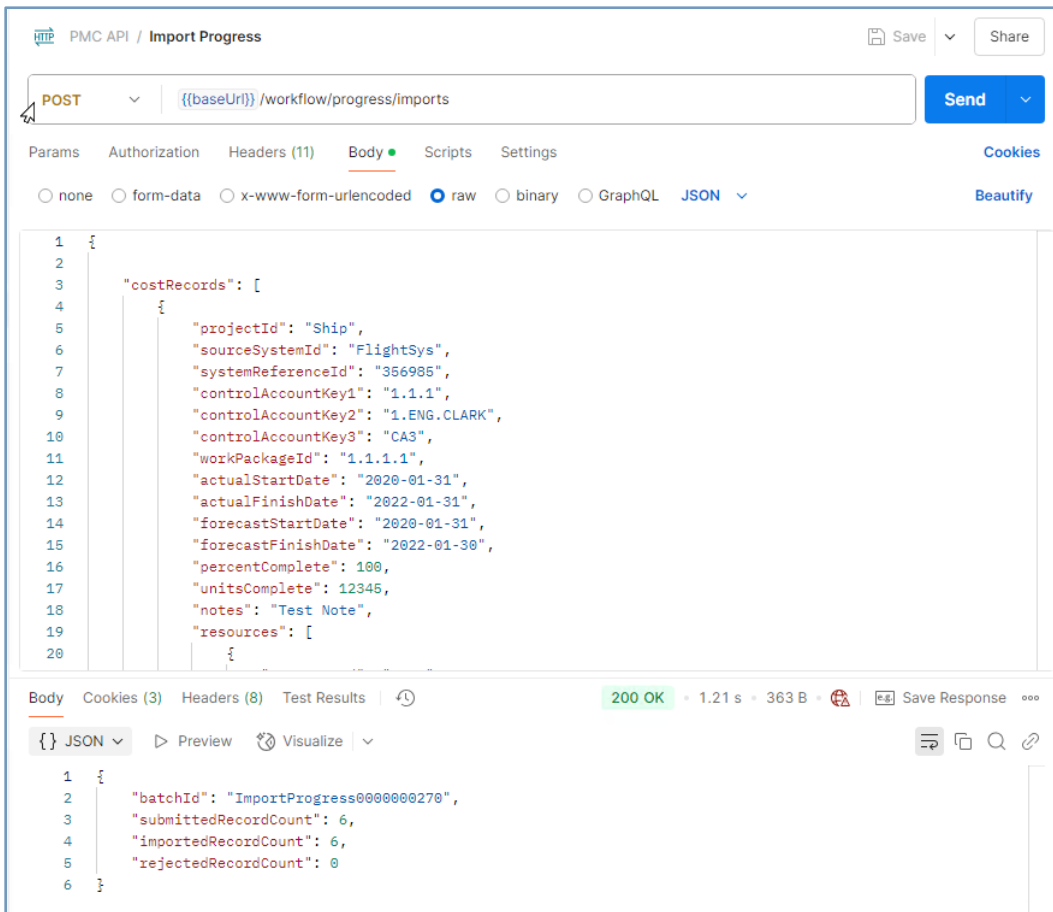 HTTP PMC API / Import Progress Save Share
POST {{baseUrl}} /workflow/progress/imports Send
Params Authorization Headers (11) Body Scripts Settings Cookies
none form-data x-www-form-urlencoded raw binary GraphQL JSON Beautify
1 {
2
3 "costRecords": [
4 {
5 "projectId": "Ship",
6 "sourceSystemId": "FlightSys",
7 "systemReferenceId": "356985",
8 "controlAccountKey1": "1.1.1",
9 "controlAccountKey2": "1.ENG.CLARK",
10 "controlAccountKey3": "CA3",
11 "workPackageId": "1.1.1.1",
12 "actualStartDate": "2020-01-31",
13 "actualFinishDate": "2022-01-31",
14 "forecastStartDate": "2020-01-31",
15 "forecastFinishDate": "2022-01-30",
16 "percentComplete": 100,
17 "unitsComplete": 12345,
18 "notes": "Test Note",
19 "resources": [
20 {
Body Cookies (3) Headers (8) Test Results 200 OK 1.21 s 363 B e.g. Save Response
{} JSON Preview Visualize
1 {
2 "batchId": "ImportProgress0000000270",
3 "submittedRecordCount": 6,
4 "importedRecordCount": 6,
5 "rejectedRecordCount": 0
6 }